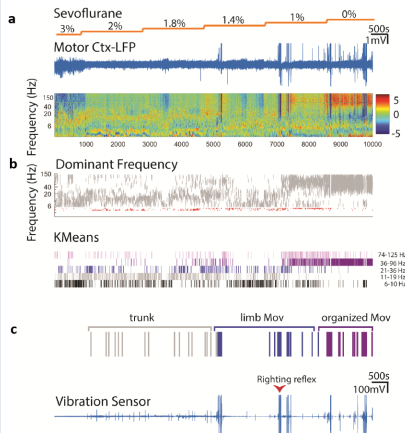 a
Sevoflurane
3% 2% 1.8% 1.4% 1% 0%
500s
1mV
Motor Ctx-LFP
Frequency (Hz)
150
40
20
6
5
0
-5
1000 2000 3000 4000 5000 6000 7000 8000 9000 10000
b
Dominant Frequency
Frequency (Hz)
150
40
20
6
KMeans
74-125 Hz
36-96 Hz
21-36 Hz
11-19 Hz
6-10 Hz
c
trunk limb Mov organized Mov
Righting reflex
500s
100mV
Vibration Sensor